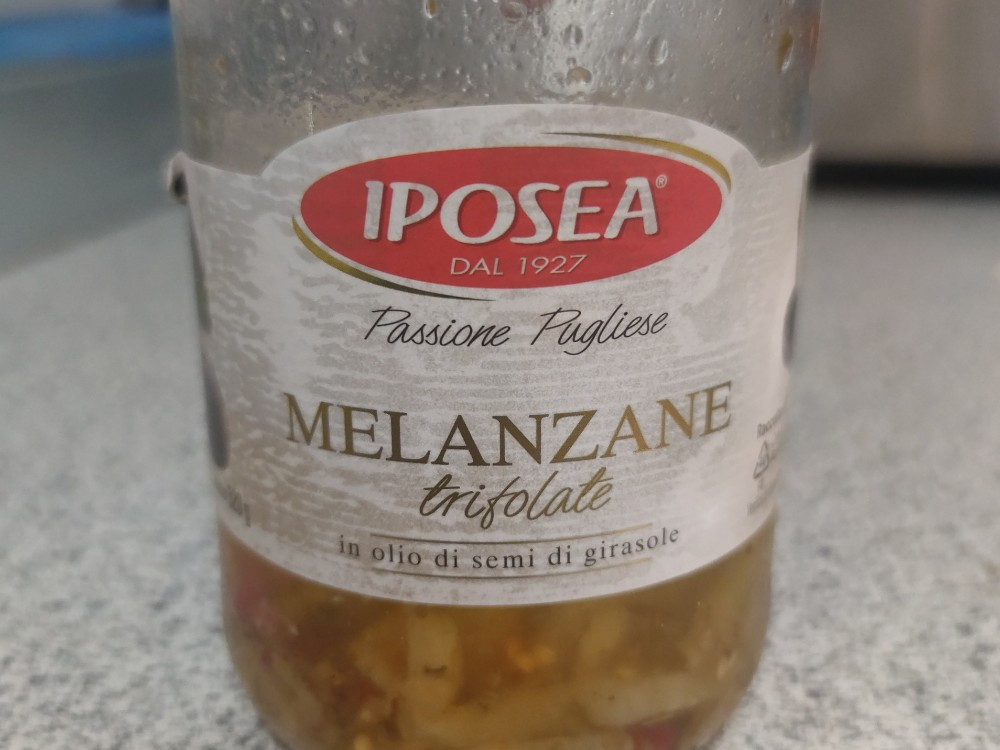 IPOSEA®
DAL 1927
Passione Pugliese
MELANZANE
trifolate
in olio di semi di girasole